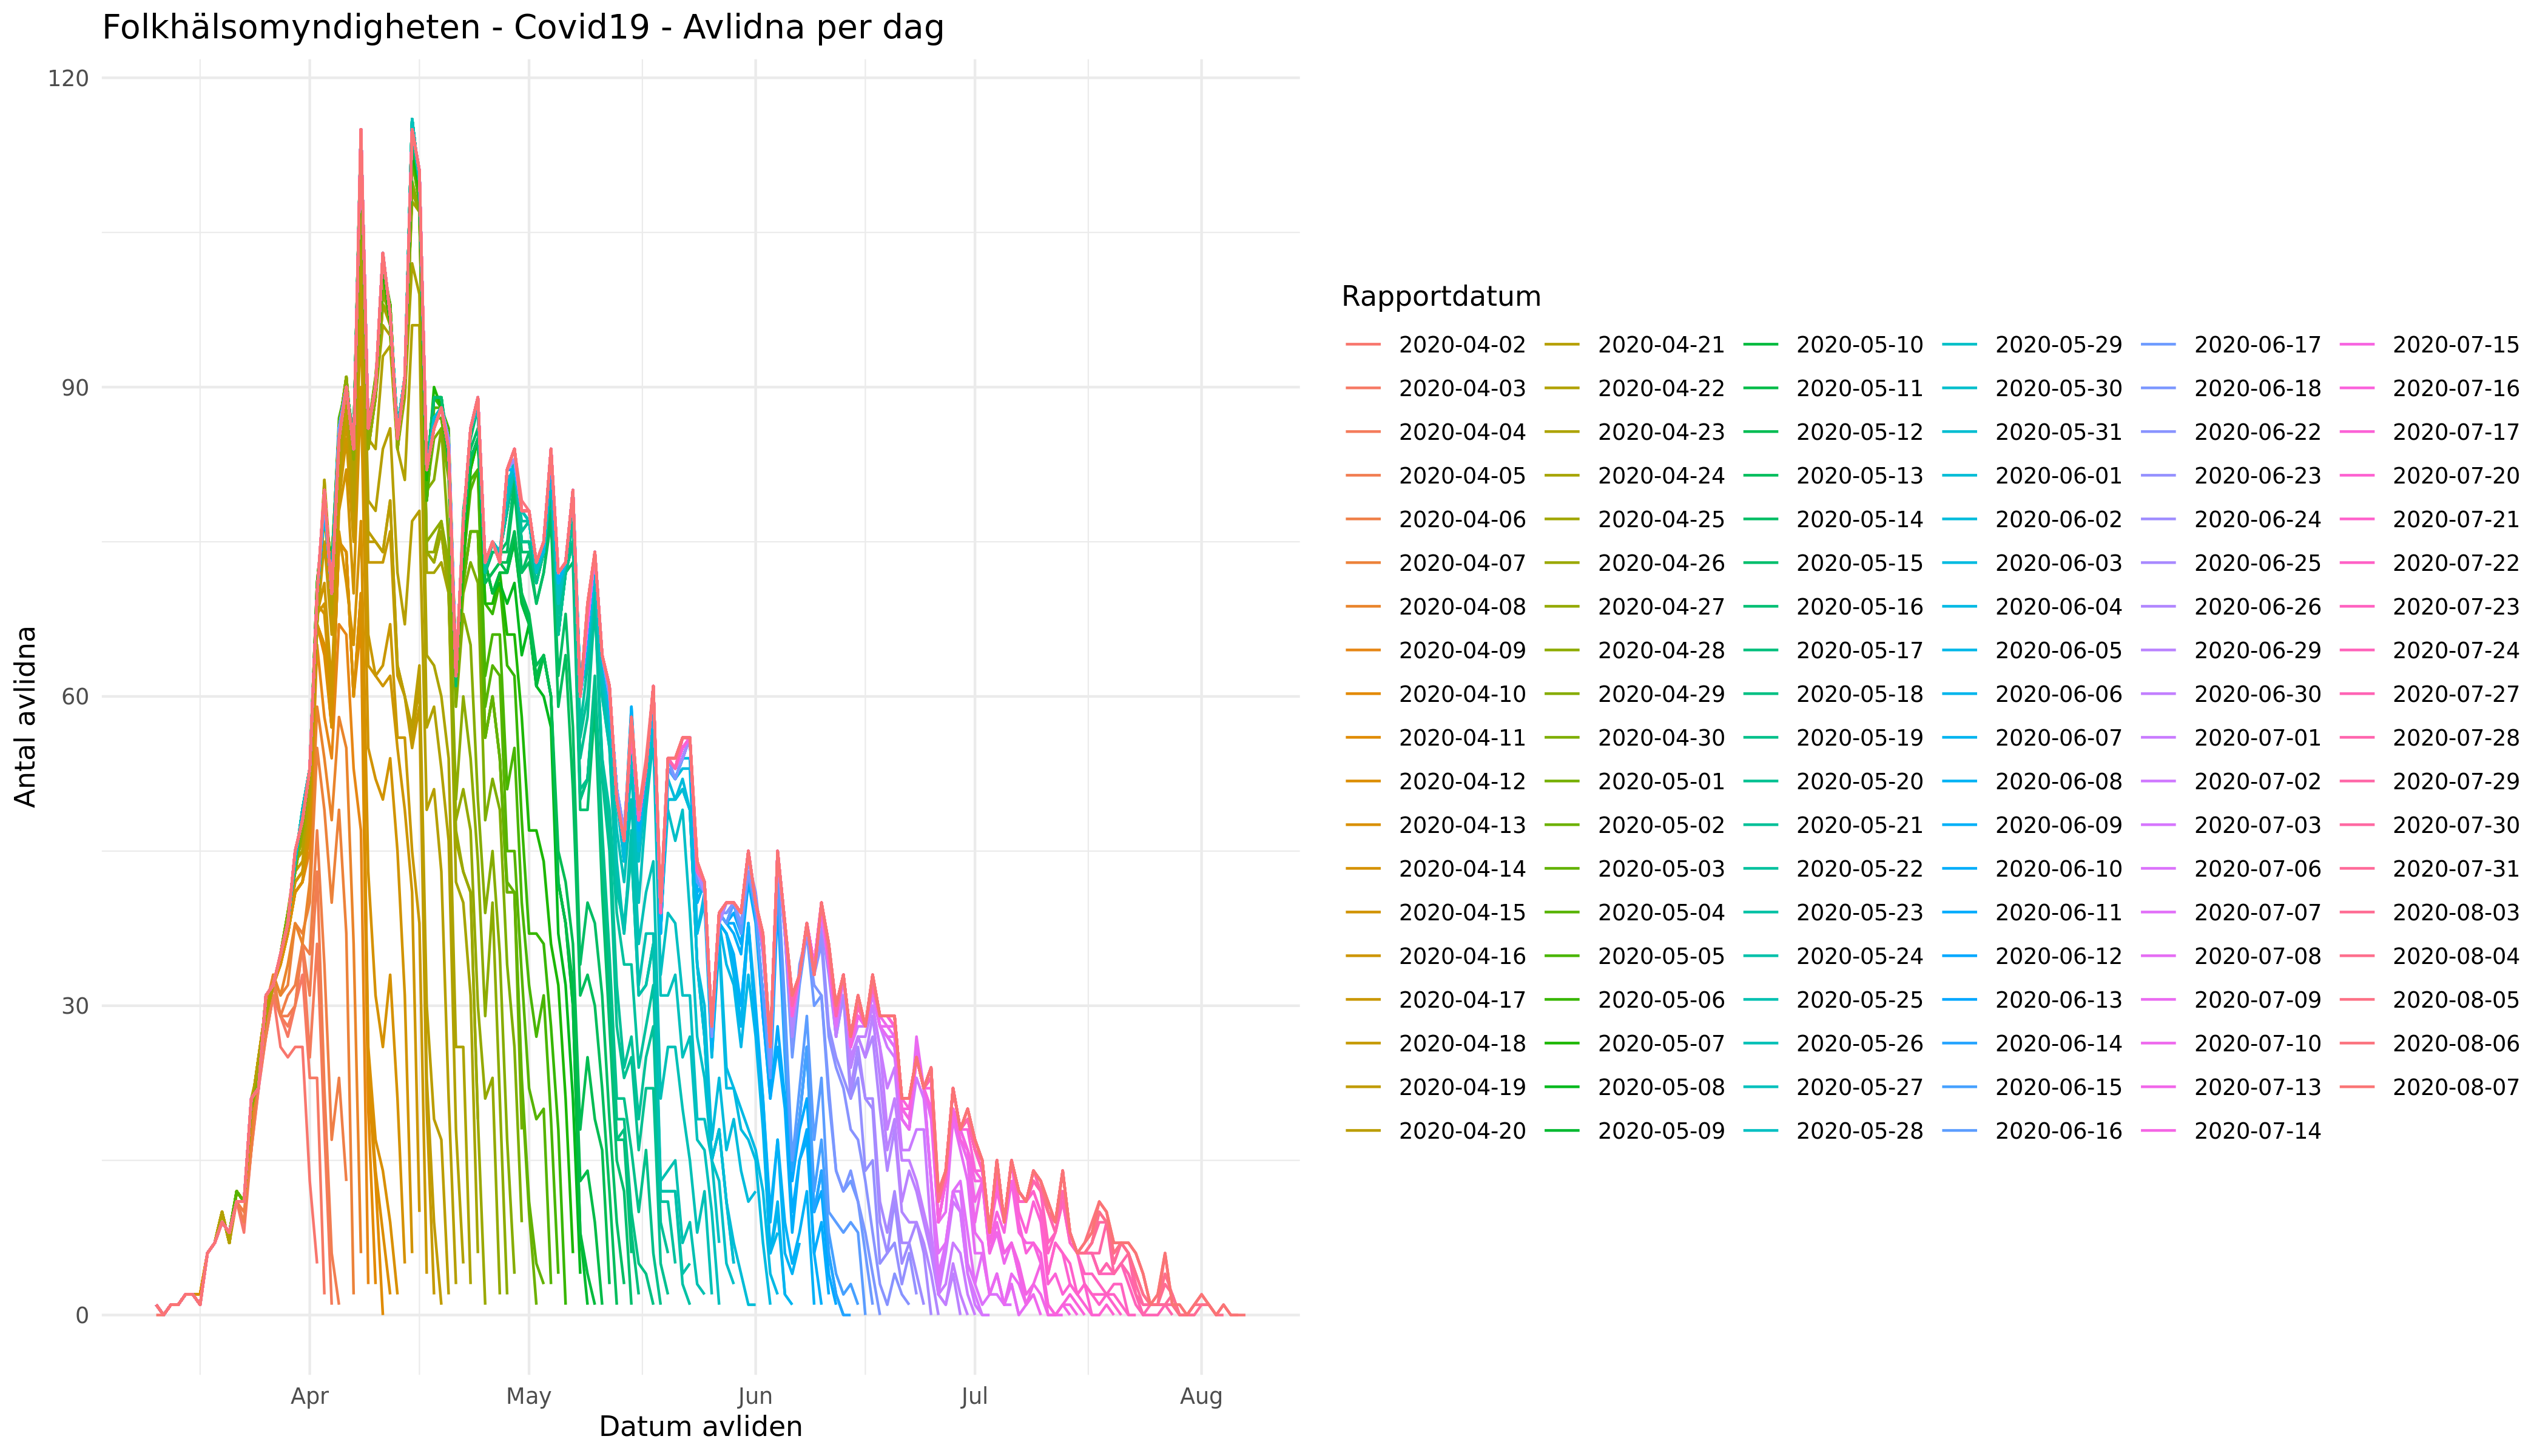 Folkhälsomyndigheten - Covid19 - Avlidna per dag
120
90
60
30
0
Antal avlidna
Apr May Jun Jul Aug
Datum avliden
Rapportdatum
2020-04-02 2020-04-21 2020-05-10 2020-05-29 2020-06-17 2020-07-15
2020-04-03 2020-04-22 2020-05-11 2020-05-30 2020-06-18 2020-07-16
2020-04-04 2020-04-23 2020-05-12 2020-05-31 2020-06-22 2020-07-17
2020-04-05 2020-04-24 2020-05-13 2020-06-01 2020-06-23 2020-07-20
2020-04-06 2020-04-25 2020-05-14 2020-06-02 2020-06-24 2020-07-21
2020-04-07 2020-04-26 2020-05-15 2020-06-03 2020-06-25 2020-07-22
2020-04-08 2020-04-27 2020-05-16 2020-06-04 2020-06-26 2020-07-23
2020-04-09 2020-04-28 2020-05-17 2020-06-05 2020-06-29 2020-07-24
2020-04-10 2020-04-29 2020-05-18 2020-06-06 2020-06-30 2020-07-27
2020-04-11 2020-04-30 2020-05-19 2020-06-07 2020-07-01 2020-07-28
2020-04-12 2020-05-01 2020-05-20 2020-06-08 2020-07-02 2020-07-29
2020-04-13 2020-05-02 2020-05-21 2020-06-09 2020-07-03 2020-07-30
2020-04-14 2020-05-03 2020-05-22 2020-06-10 2020-07-06 2020-07-31
2020-04-15 2020-05-04 2020-05-23 2020-06-11 2020-07-07 2020-08-03
2020-04-16 2020-05-05 2020-05-24 2020-06-12 2020-07-08 2020-08-04
2020-04-17 2020-05-06 2020-05-25 2020-06-13 2020-07-09 2020-08-05
2020-04-18 2020-05-07 2020-05-26 2020-06-14 2020-07-10 2020-08-06
2020-04-19 2020-05-08 2020-05-27 2020-06-15 2020-07-13 2020-08-07
2020-04-20 2020-05-09 2020-05-28 2020-06-16 2020-07-14